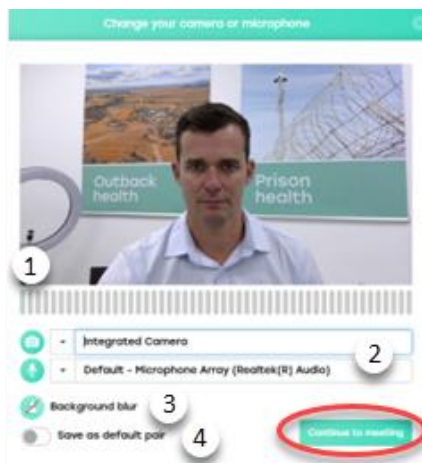 Change your camera or microphone
Outback
health
Prison
health
1
Integrated Camera
2
Default - Microphone Array (Realtek(R) Audio)
Background blur
3
Save as default pair
4
Continue to meeting